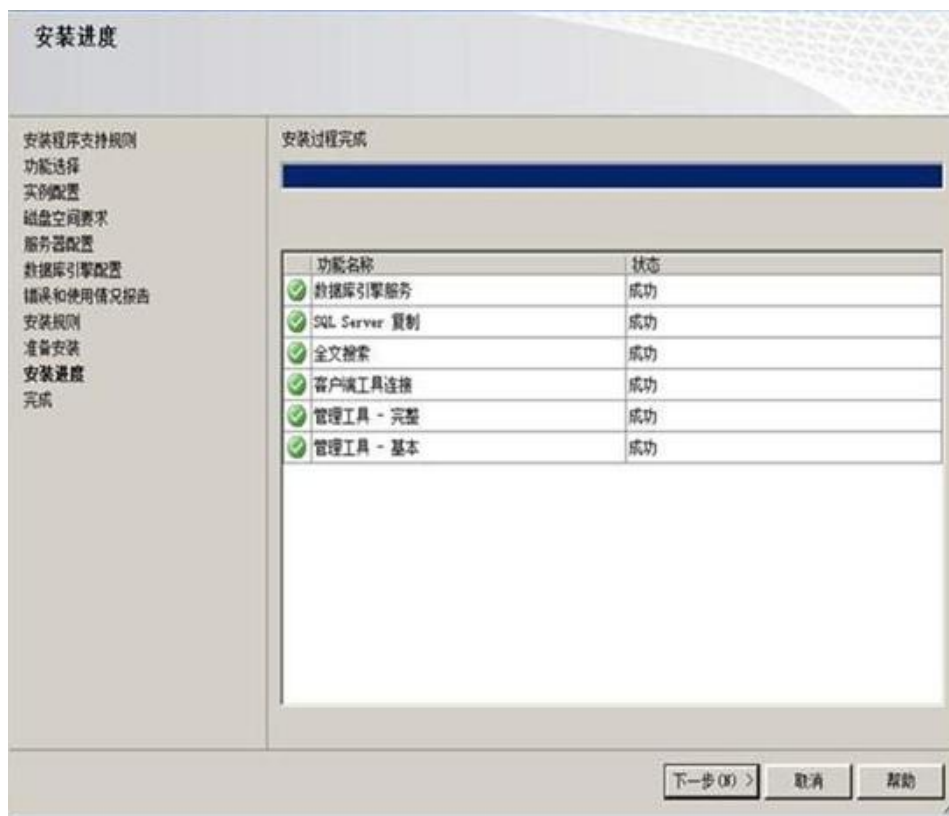 安装进度
安装程序支持规则
功能选择
实例配置
磁盘空间要求
服务器配置
数据库引擎配置
错误和使用情况报告
安装规则
准备安装
安装进度
完成
安装过程完成
功能名称 状态
数据库引擎服务 成功
SQL Server 复制 成功
全文搜索 成功
客户端工具连接 成功
管理工具 - 完整 成功
管理工具 - 基本 成功
下一步(N) > 取消 帮助